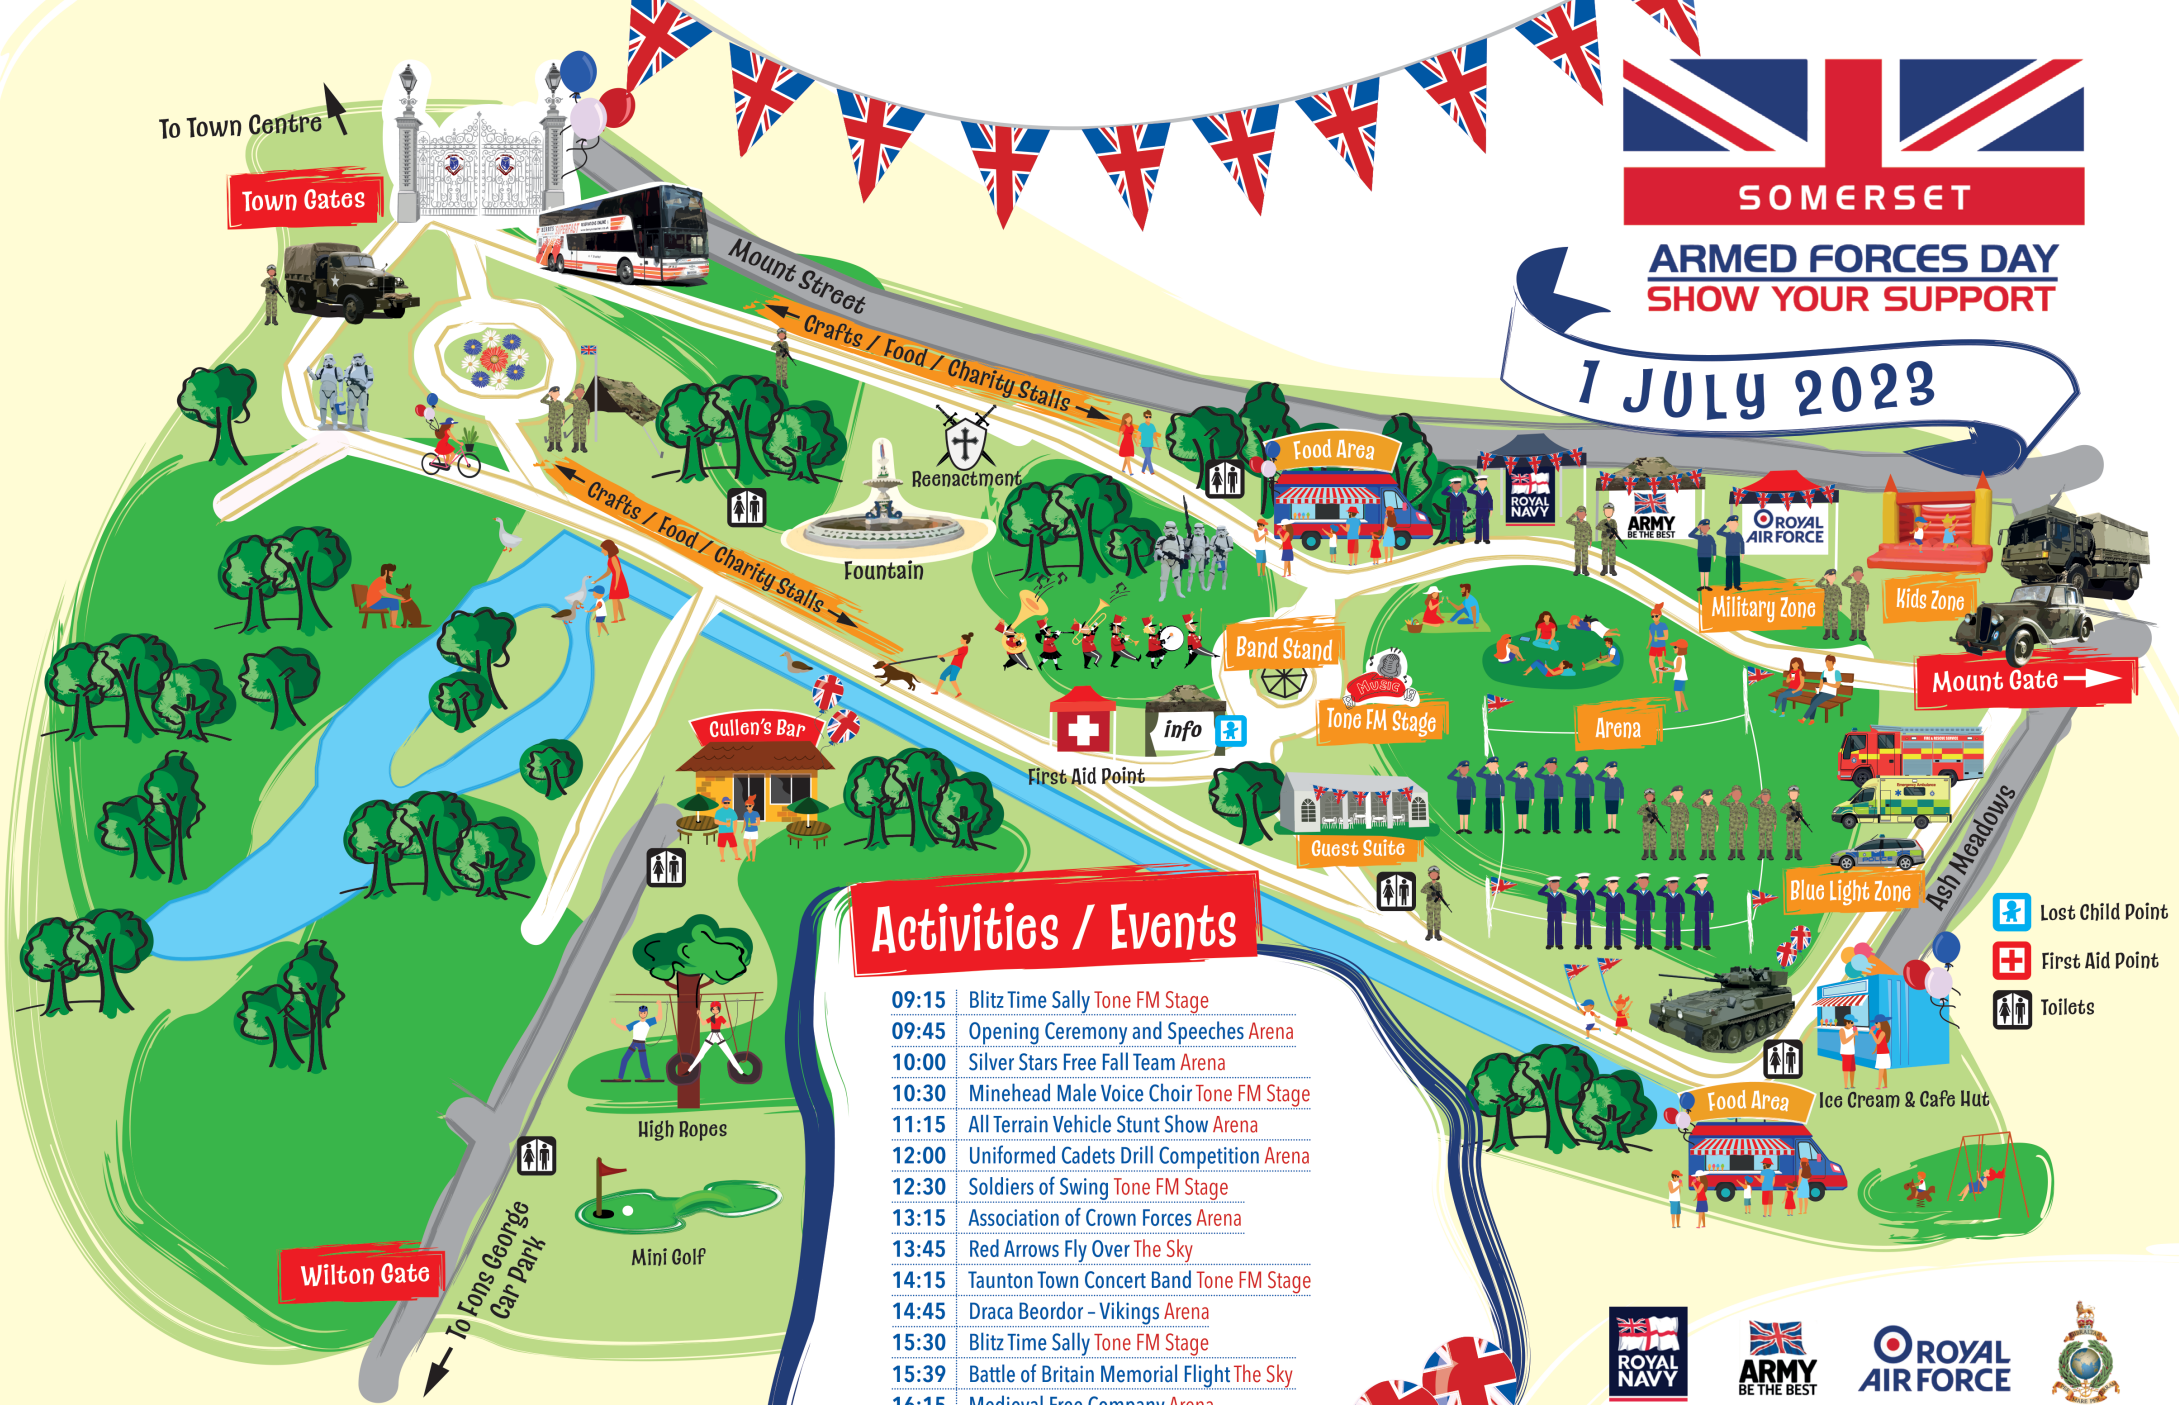 To Town Centre
Town Gates
Mount Street
Crafts / Food / Charity Stalls
Crafts / Food / Charity Stalls
Reenactment
Fountain
SOMERSET
ARMED FORCES DAY
SHOW YOUR SUPPORT
1 JULY 2023
Food Area
ROYAL
NAVY
ARMY
BE THE BEST
ROYAL
AIR FORCE
Military Zone
Kids Zone
Mount Gate
Band Stand
MUSIC
Tone FM Stage
Arena
info
First Aid Point
Cullen's Bar
Guest Suite
Blue Light Zone
POLICE
Ash Meadows
Lost Child Point
First Aid Point
Toilets
Ice Cream & Cafe Hut
Food Area
High Ropes
Mini Golf
Wilton Gate
To Fons George
Car Park
Activities / Events
09:15 Blitz Time Sally Tone FM Stage
09:45 Opening Ceremony and Speeches Arena
10:00 Silver Stars Free Fall Team Arena
10:30 Minehead Male Voice Choir Tone FM Stage
11:15 All Terrain Vehicle Stunt Show Arena
12:00 Uniformed Cadets Drill Competition Arena
12:30 Soldiers of Swing Tone FM Stage
13:15 Association of Crown Forces Arena
13:45 Red Arrows Fly Over The Sky
14:15 Taunton Town Concert Band Tone FM Stage
14:45 Draca Beordor – Vikings Arena
15:30 Blitz Time Sally Tone FM Stage
15:39 Battle of Britain Memorial Flight The Sky
16:15 Medieval Free Company Arena
ROYAL
NAVY
ARMY
BE THE BEST
ROYAL
AIR FORCE